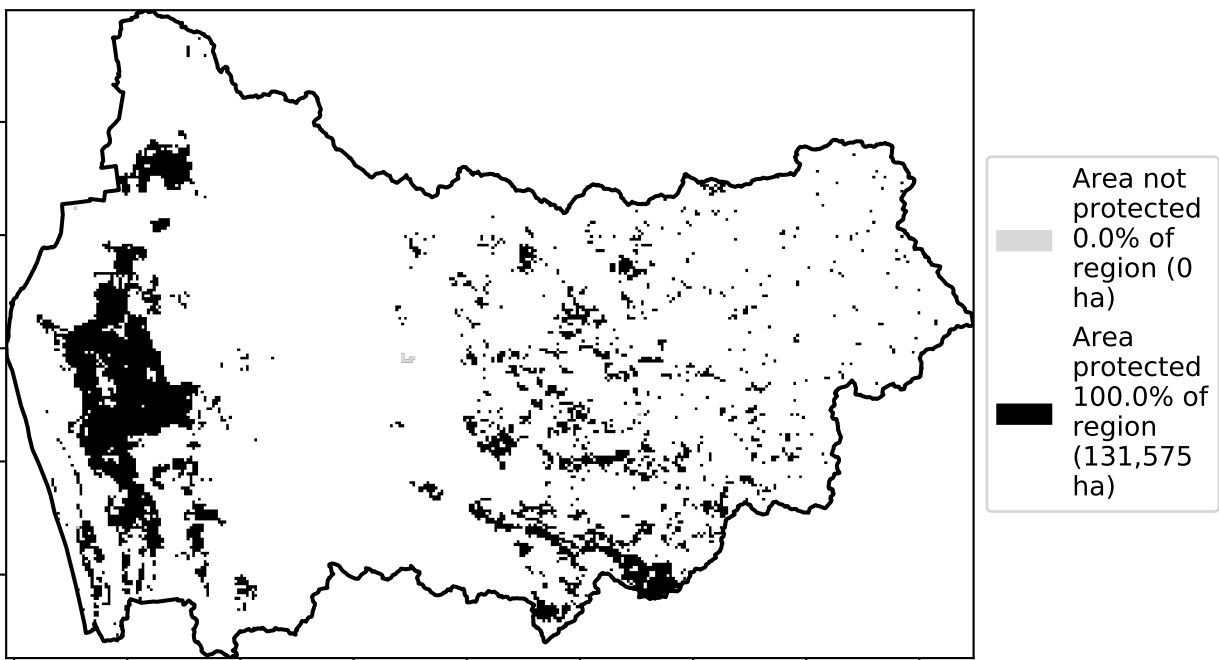 Area not
protected
0.0% of
region (0
ha)
Area
protected
100.0% of
region
(131,575
ha)